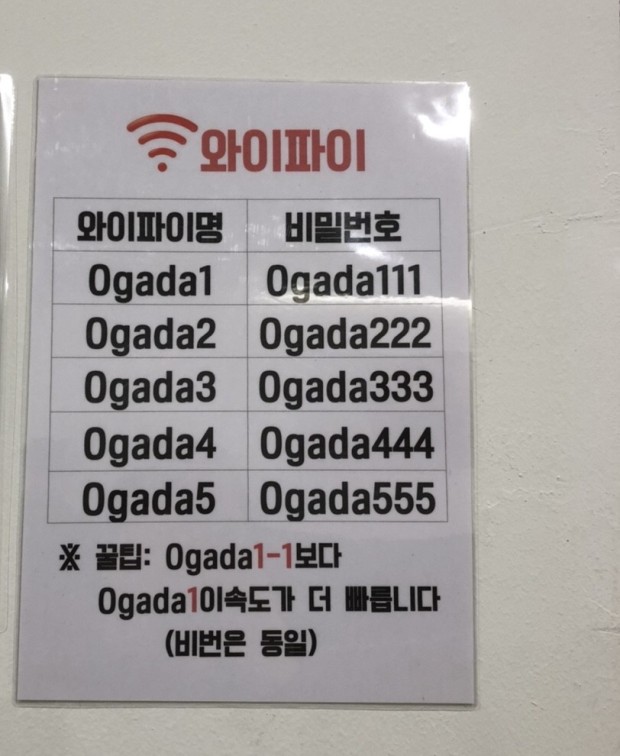 와이파이
와이파이명 비밀번호
Ogada1 Ogada111
Ogada2 Ogada222
Ogada3 Ogada333
Ogada4 Ogada444
Ogada5 Ogada555
※ 꿀팁: Ogada1-1보다
Ogada1이속도가 더 빠릅니다
(비번은 동일)